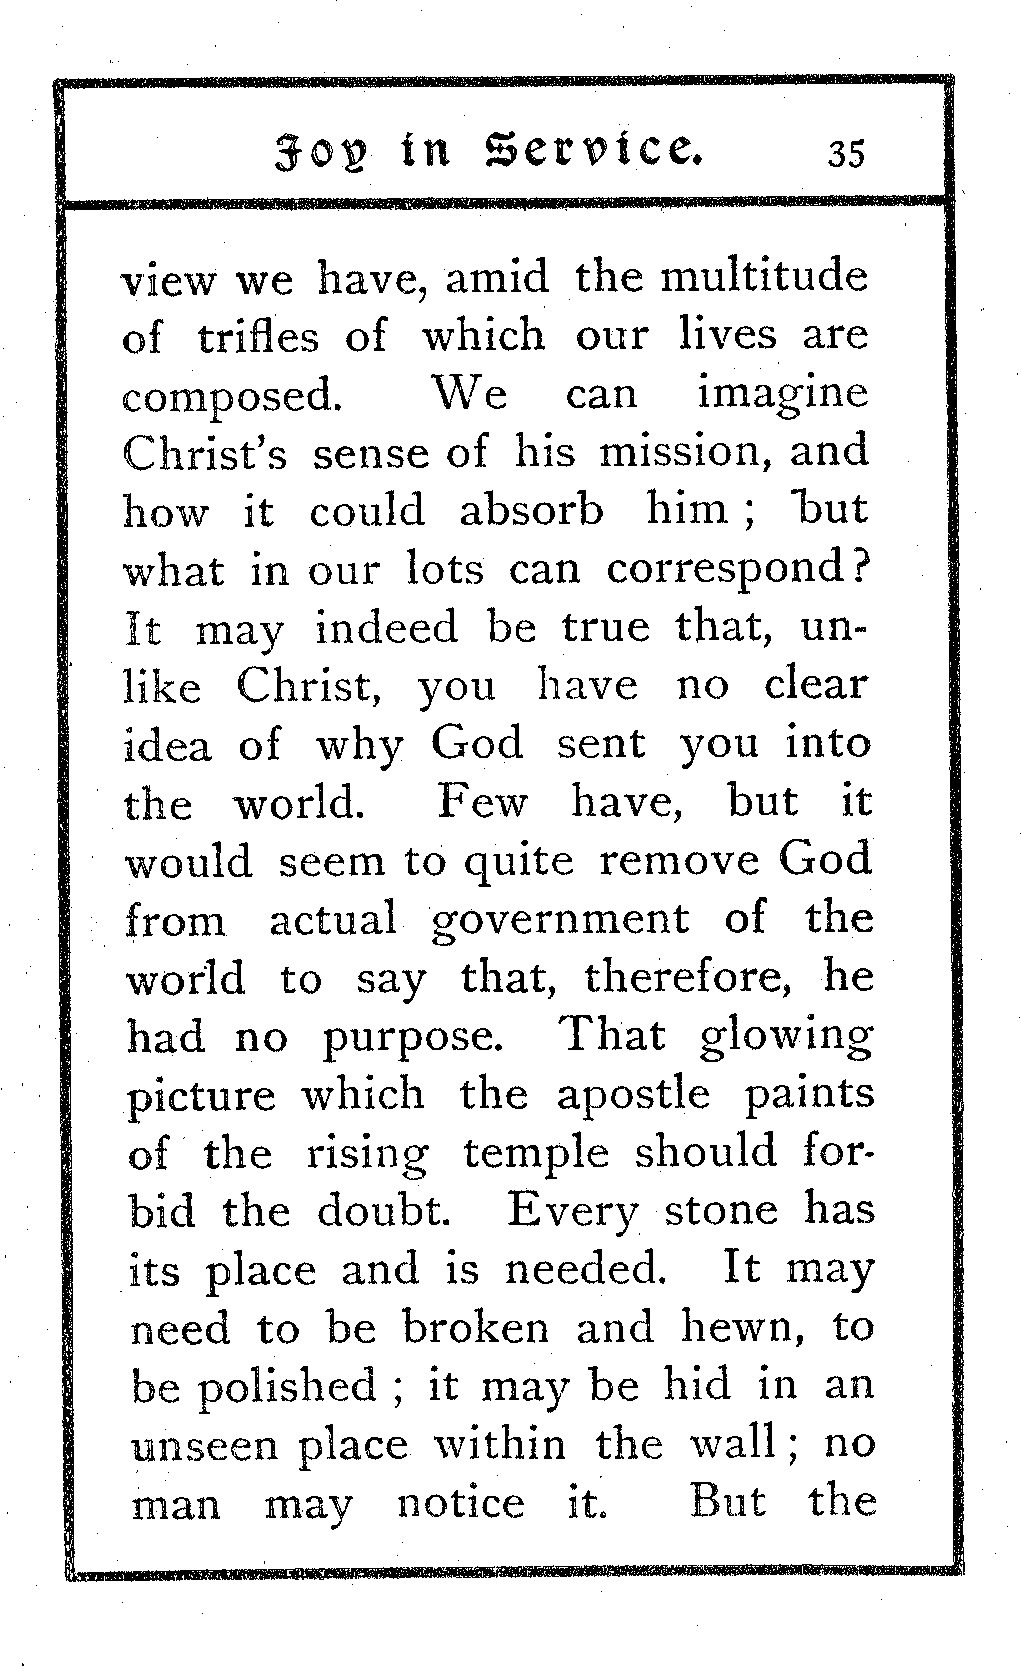 Joy in Service. 35
view we have, amid the multitude
of trifles of which our lives are
composed. We can imagine
Christ's sense of his mission, and
how it could absorb him ; but
what in our lots can correspond?
It may indeed be true that, un-
like Christ, you have no clear
idea of why God sent you into
the world. Few have, but it
would seem to quite remove God
from actual government of the
world to say that, therefore, he
had no purpose. That glowing
picture which the apostle paints
of the rising temple should for-
bid the doubt. Every stone has
its place and is needed. It may
need to be broken and hewn, to
be polished ; it may be hid in an
unseen place within the wall ; no
man may notice it. But the